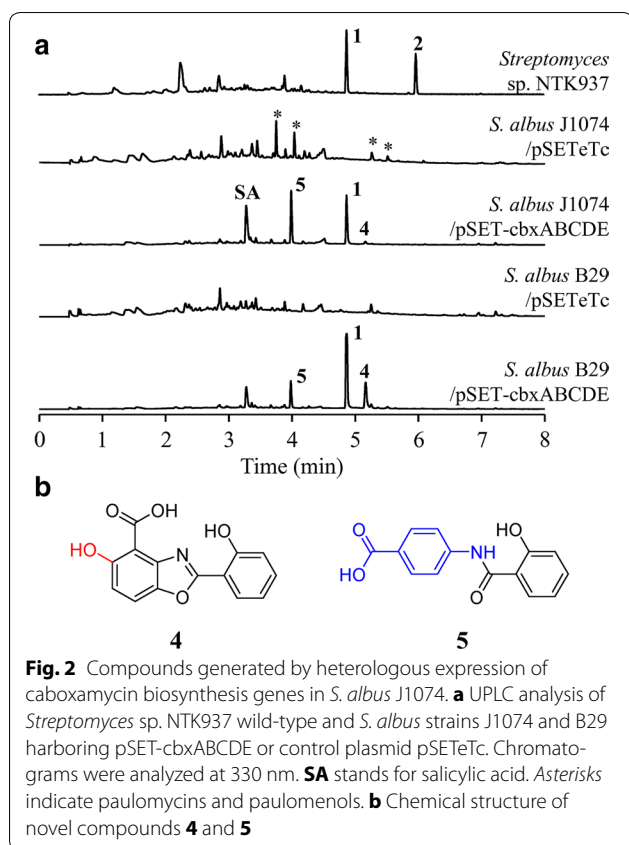 a
1
2
Streptomyces
sp. NTK937
* * * *
S. albus J1074
/pSETeTc
SA
5
1
4
S. albus J1074
/pSET-cbxABCDE
S. albus B29
/pSETeTc
1
5
4
S. albus B29
/pSET-cbxABCDE
0 1 2 3 4 5 6 7 8
Time (min)
b
O OH
HO
HO
N
O
4
O
HO
NH
HO
O
5
Fig. 2 Compounds generated by heterologous expression of
caboxamycin biosynthesis genes in S. albus J1074. a UPLC analysis of
Streptomyces sp. NTK937 wild-type and S. albus strains J1074 and B29
harboring pSET-cbxABCDE or control plasmid pSETeTc. Chromato-
grams were analyzed at 330 nm. SA stands for salicylic acid. Asterisks
indicate paulomycins and paulomenols. b Chemical structure of
novel compounds 4 and 5